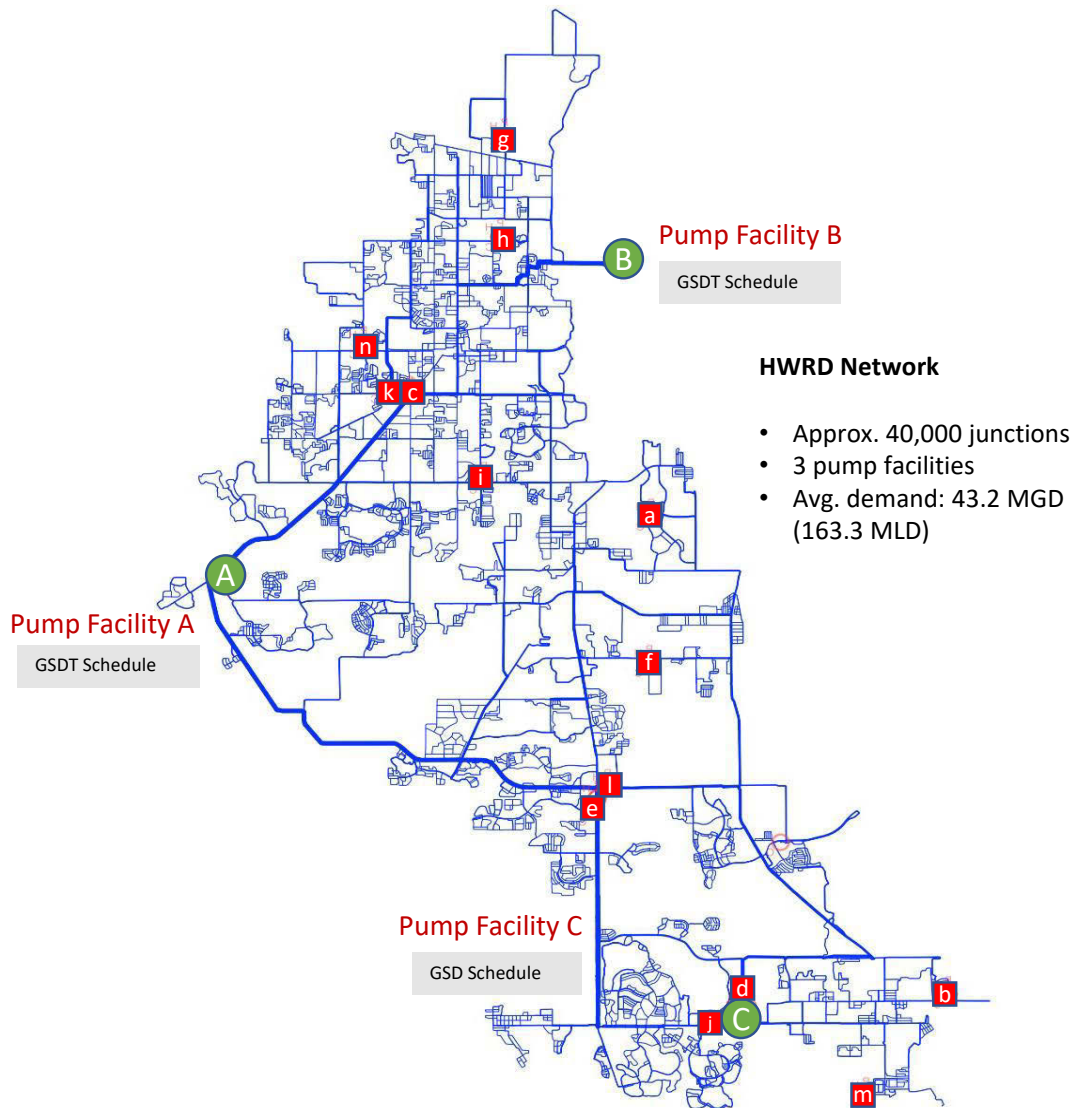 g
h
B
Pump Facility B
GSDT Schedule
n
k
c
HWRD Network
• Approx. 40,000 junctions
• 3 pump facilities
• Avg. demand: 43.2 MGD
(163.3 MLD)
i
a
A
Pump Facility A
GSDT Schedule
f
l
e
Pump Facility C
GSD Schedule
d
b
j
C
m